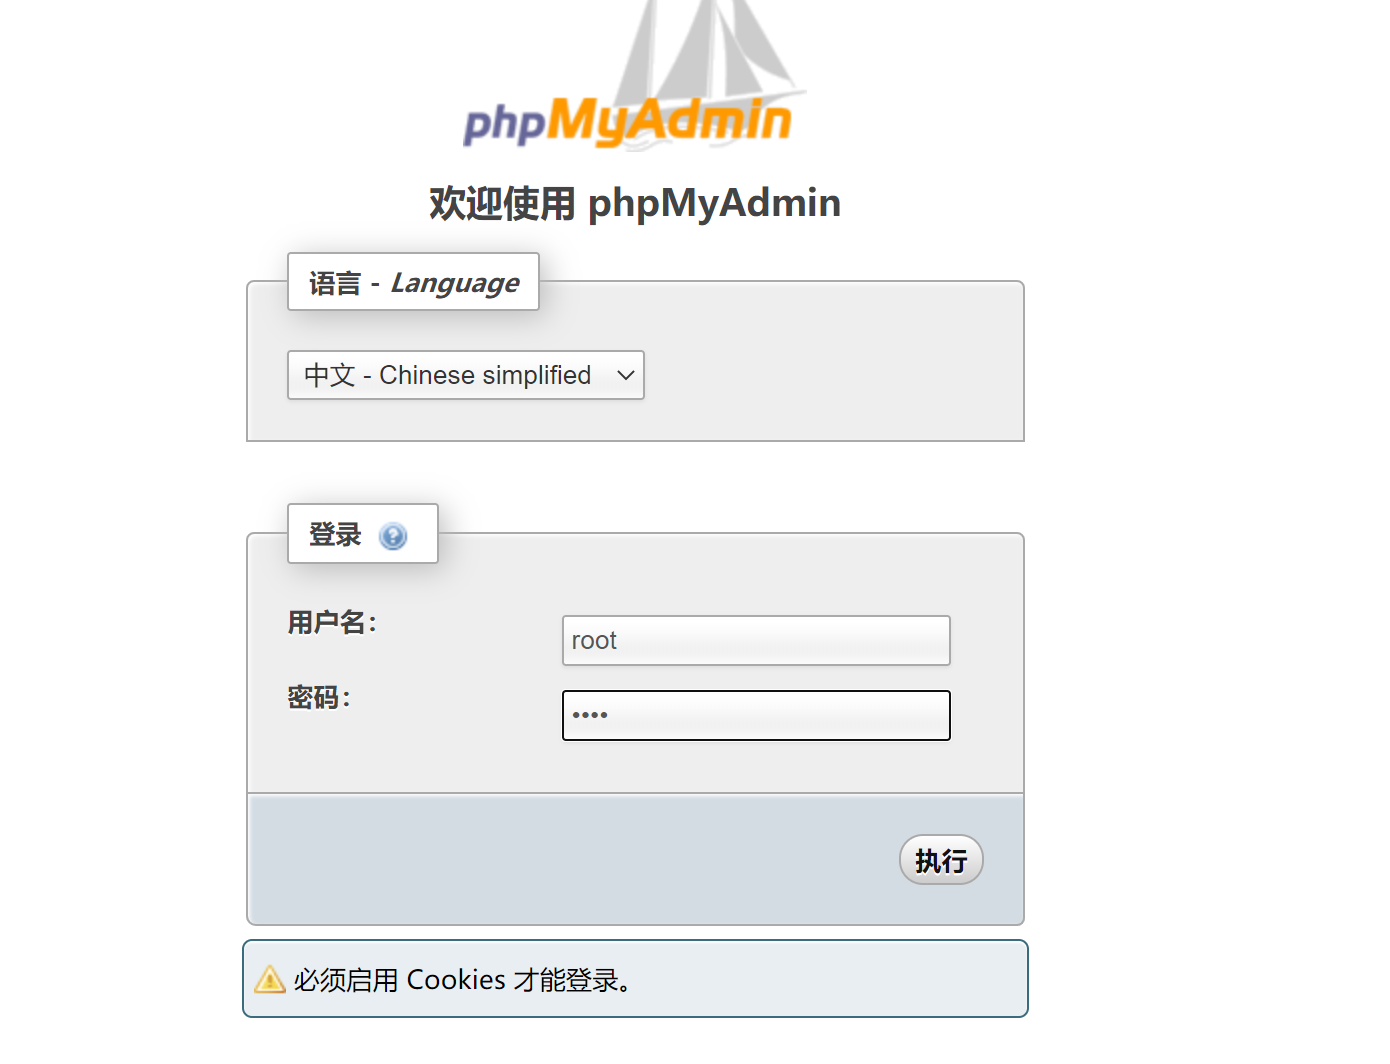 phpMyAdmin
欢迎使用 phpMyAdmin
语言 - Language
中文 - Chinese simplified
登录
用户名：
root
密码：
••••
执行
必须启用 Cookies 才能登录。